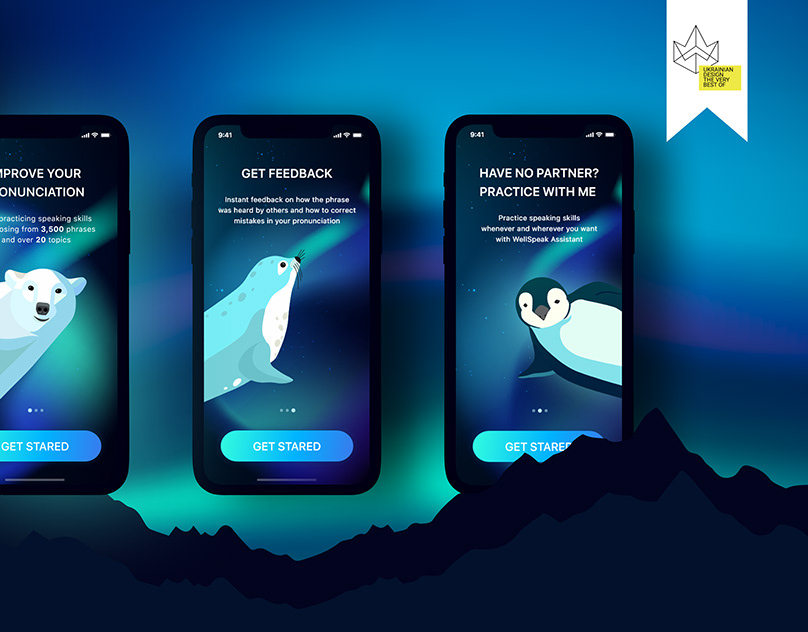 UKRAINIAN
DESIGN
THE VERY
BEST OF
MPROVE YOUR
ONUNCIATION
practicing speaking skills
osing from 3,500 phrases
and over 20 topics
GET STARED
9:41
GET FEEDBACK
Instant feedback on how the phrase
was heard by others and how to correct
mistakes in your pronunciation
GET STARED
9:41
HAVE NO PARTNER?
PRACTICE WITH ME
Practice speaking skills
whenever and wherever you want
with WellSpeak Assistant
GET STARED